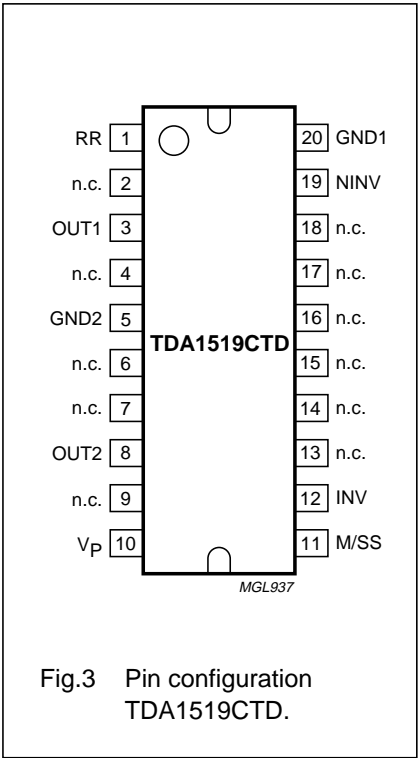 RR 1
20 GND1
n.c. 2
19 NINV
OUT1 3
18 n.c.
n.c. 4
17 n.c.
GND2 5
16 n.c.
TDA1519CTD
n.c. 6
15 n.c.
n.c. 7
14 n.c.
OUT2 8
13 n.c.
n.c. 9
12 INV
VP 10
11 M/SS
MGL937
Fig.3 Pin configuration
TDA1519CTD.